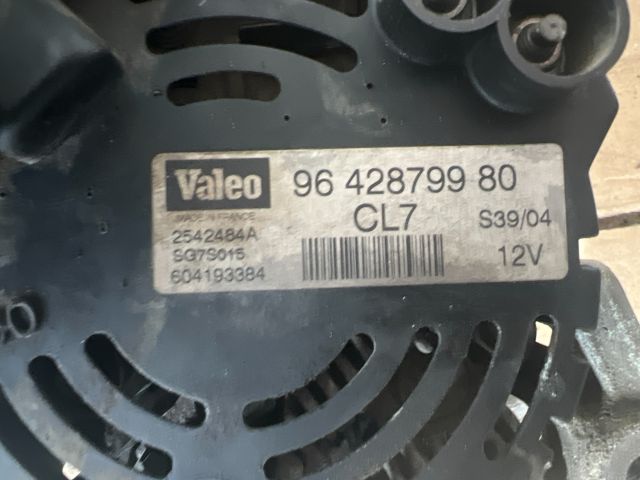 Valeo
MADE IN FRANCE
2542484A
SG7S015
604193384
96 428799 80
CL7
S39/04
12V